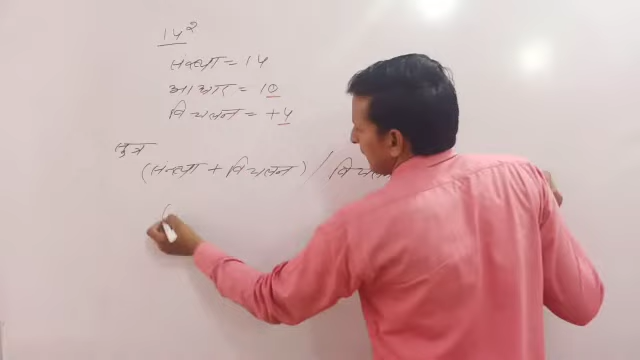 14²
संख्या = 14
आधार = 10
विचलन = +4
सूत्र
(संख्या + विचलन) / विचलन
(